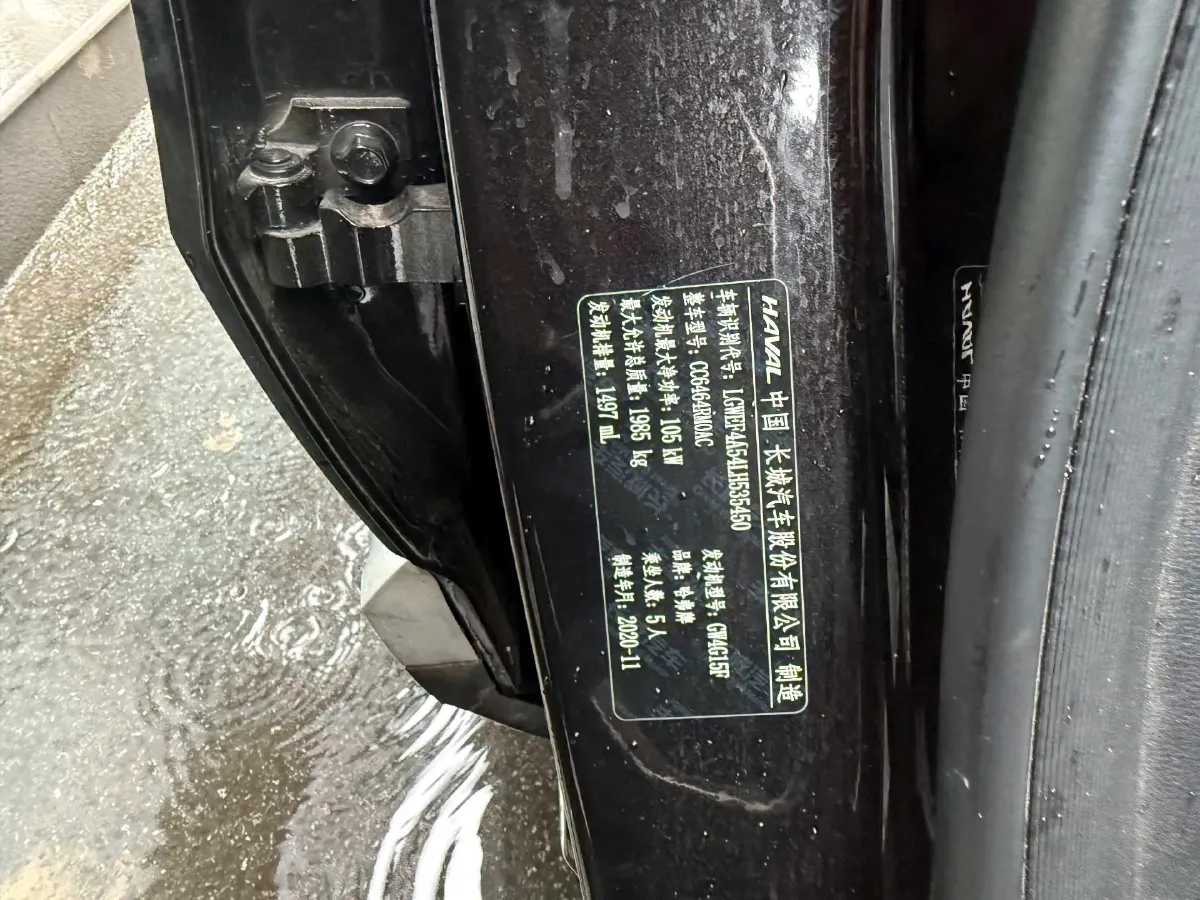 HAVAL 中国 长城汽车股份有限公司 制造
车辆识别代号: LGWEF4A54LH535450
整车型号: CC6464RM0AC 发动机型号: GW4G15F
发动机最大净功率: 105 kW 品牌: 哈弗牌
最大允许总质量: 1985 kg 乘坐人数: 5人
发动机排量: 1497 mL 制造年月: 2020-11
HAVAL 中国